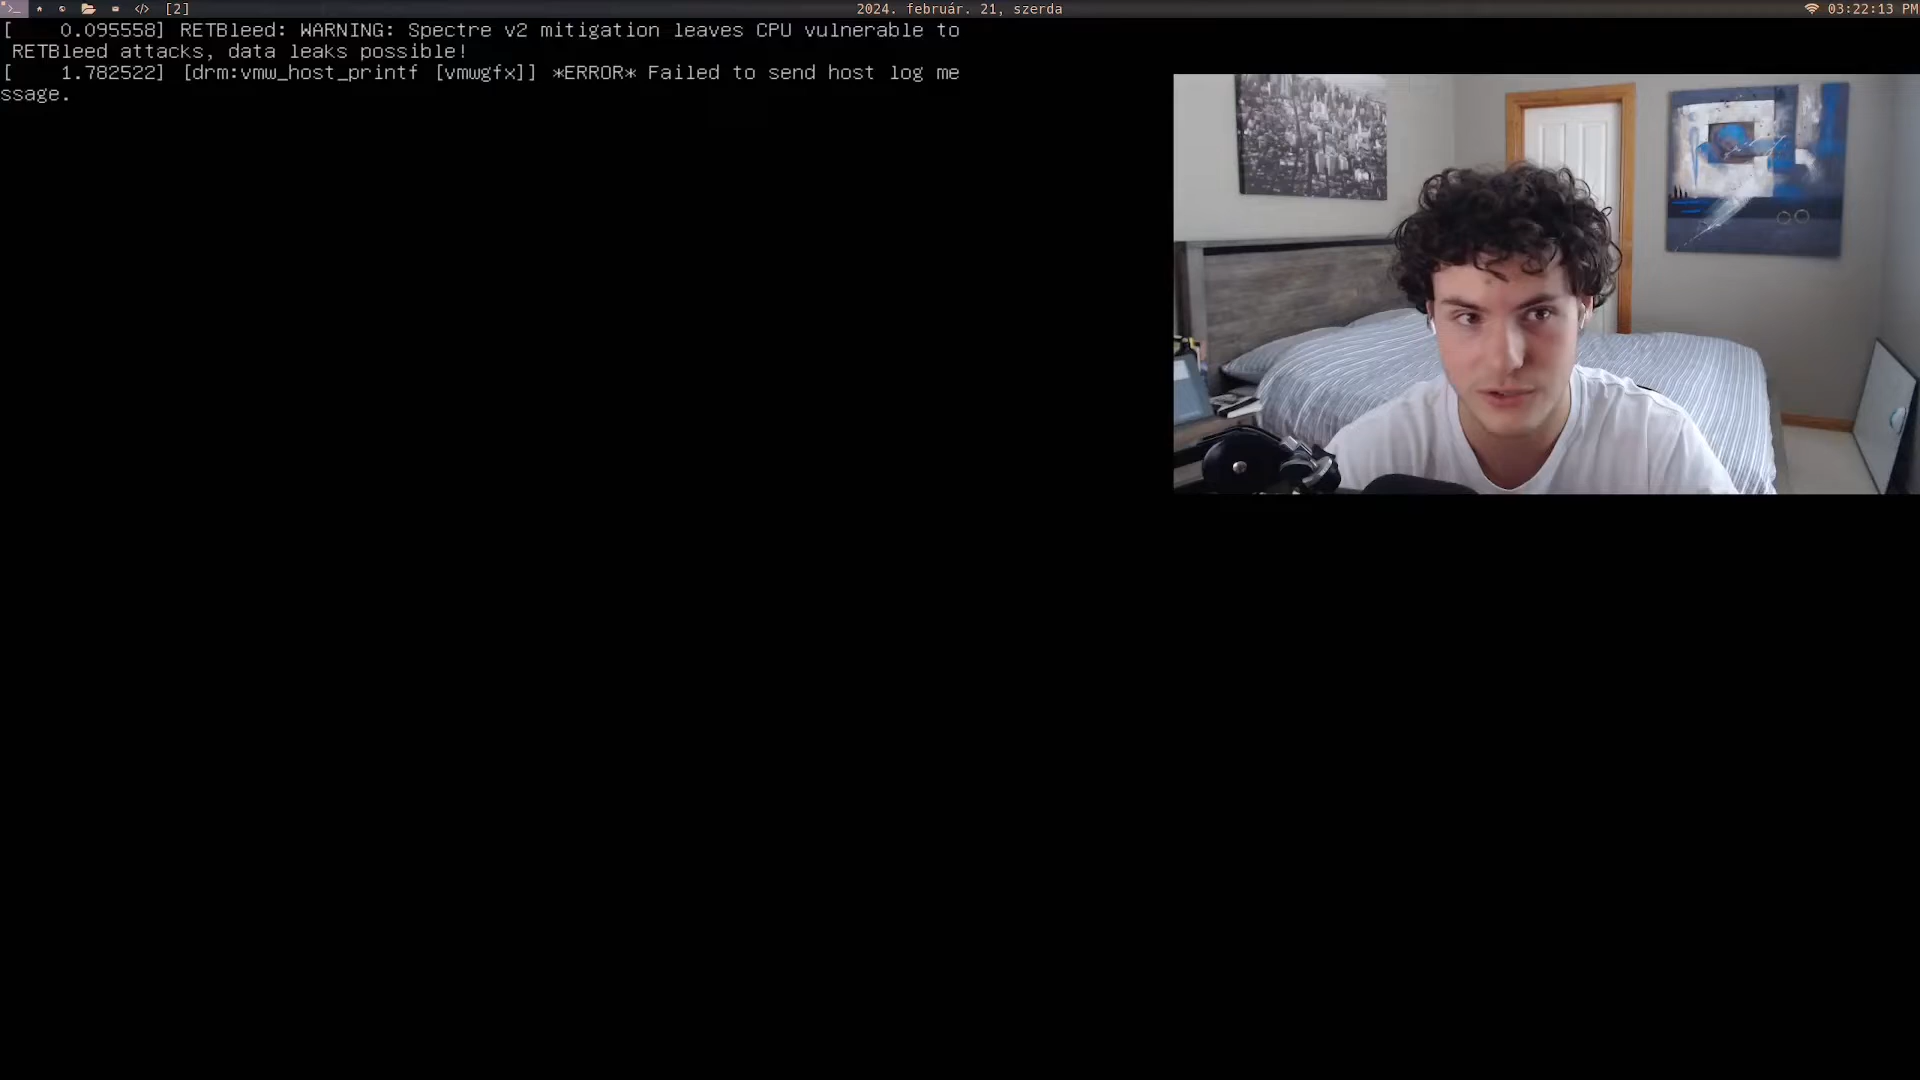 >_ </> [2] 2024. február. 21, szerda 03:22:13 PM
[    0.095558] RETBleed: WARNING: Spectre v2 mitigation leaves CPU vulnerable to
 RETBleed attacks, data leaks possible!
[    1.782522] [drm:vmw_host_printf [vmwgfx]] *ERROR* Failed to send host log me
ssage.